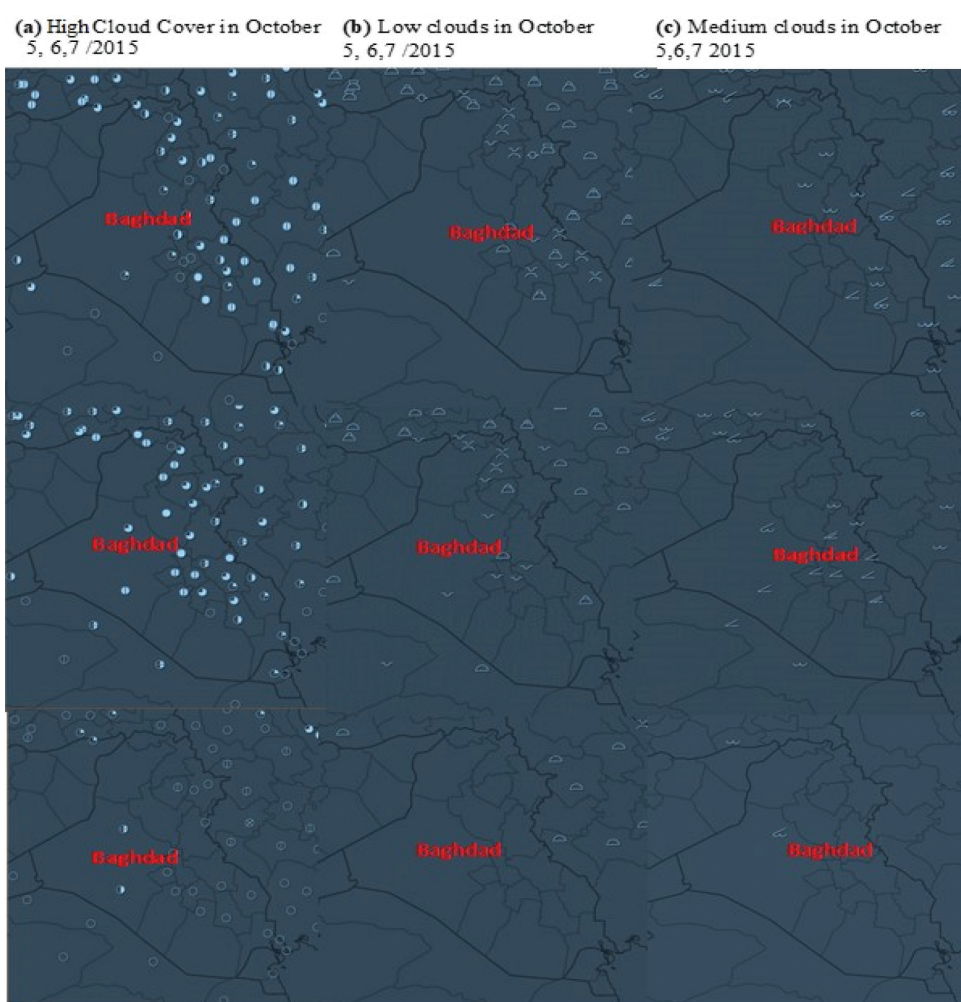 (a) High Cloud Cover in October
5, 6,7 /2015
(b) Low clouds in October
5, 6,7 /2015
(c) Medium clouds in October
5,6,7 2015
Baghdad
Baghdad
Baghdad
Baghdad
Baghdad
Baghdad
Baghdad
Baghdad
Baghdad